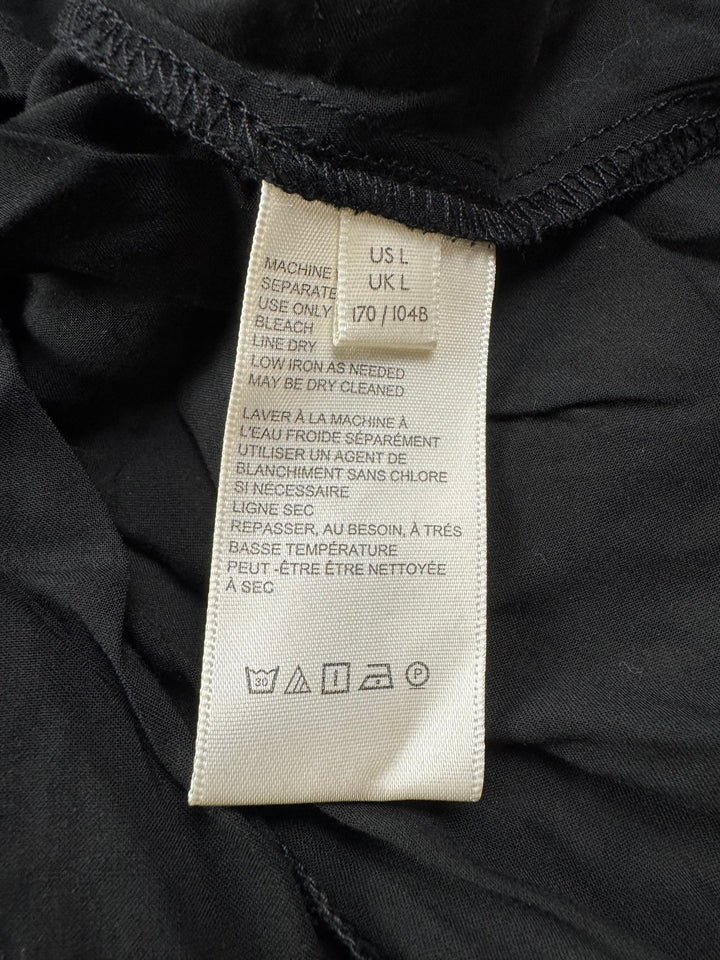 US L
UK L
170 / 104B
MACHINE
SEPARATE
USE ONLY
BLEACH
LINE DRY
LOW IRON AS NEEDED
MAY BE DRY CLEANED
LAVER À LA MACHINE À
L'EAU FROIDE SÉPARÉMENT
UTILISER UN AGENT DE
BLANCHIMENT SANS CHLORE
SI NÉCESSAIRE
LIGNE SEC
REPASSER, AU BESOIN, À TRÉS
BASSE TEMPÉRATURE
PEUT -ÊTRE ÊTRE NETTOYÉE
À SEC
30 P